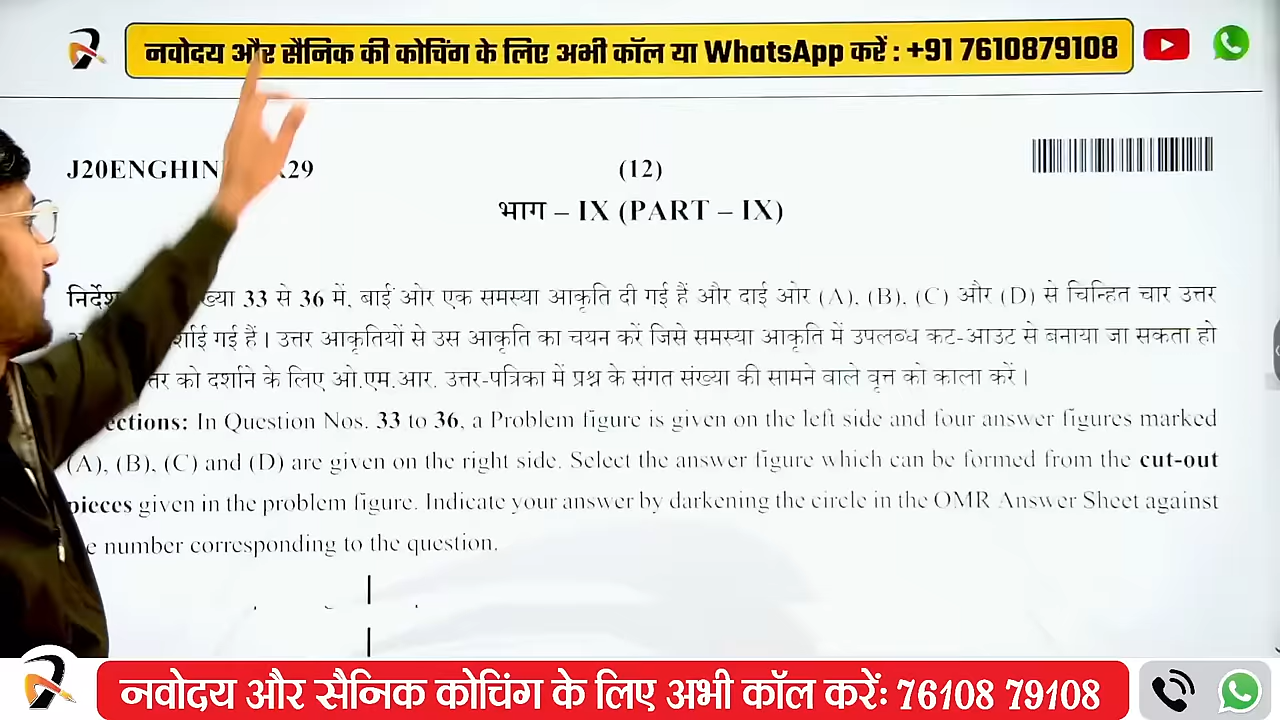 नवोदय और सैनिक की कोचिंग के लिए अभी कॉल या WhatsApp करें : +91 7610879108
J20ENGHIN 29
(12)
भाग – IX (PART – IX)
33 से 36 में, बाईं ओर एक समस्या आकृति दी गई हैं और दाई ओर (A), (B), (C) और (D) से चिन्हित चार उत्तर
गई हैं । उत्तर आकृतियों से उस आकृति का चयन करें जिसे समस्या आकृति में उपलब्ध कट-आउट से बनाया जा सकता हो
को दर्शाने के लिए ओ.एम.आर. उत्तर-पत्रिका में प्रश्न के संगत संख्या की सामने वाले वृत्त को काला करें ।
ections: In Question Nos. 33 to 36, a Problem figure is given on the left side and four answer figures marked
(A), (B), (C) and (D) are given on the right side. Select the answer figure which can be formed from the cut-out
pieces given in the problem figure. Indicate your answer by darkening the circle in the OMR Answer Sheet against
number corresponding to the question.
नवोदय और सैनिक कोचिंग के लिए अभी कॉल करें: 76108 79108